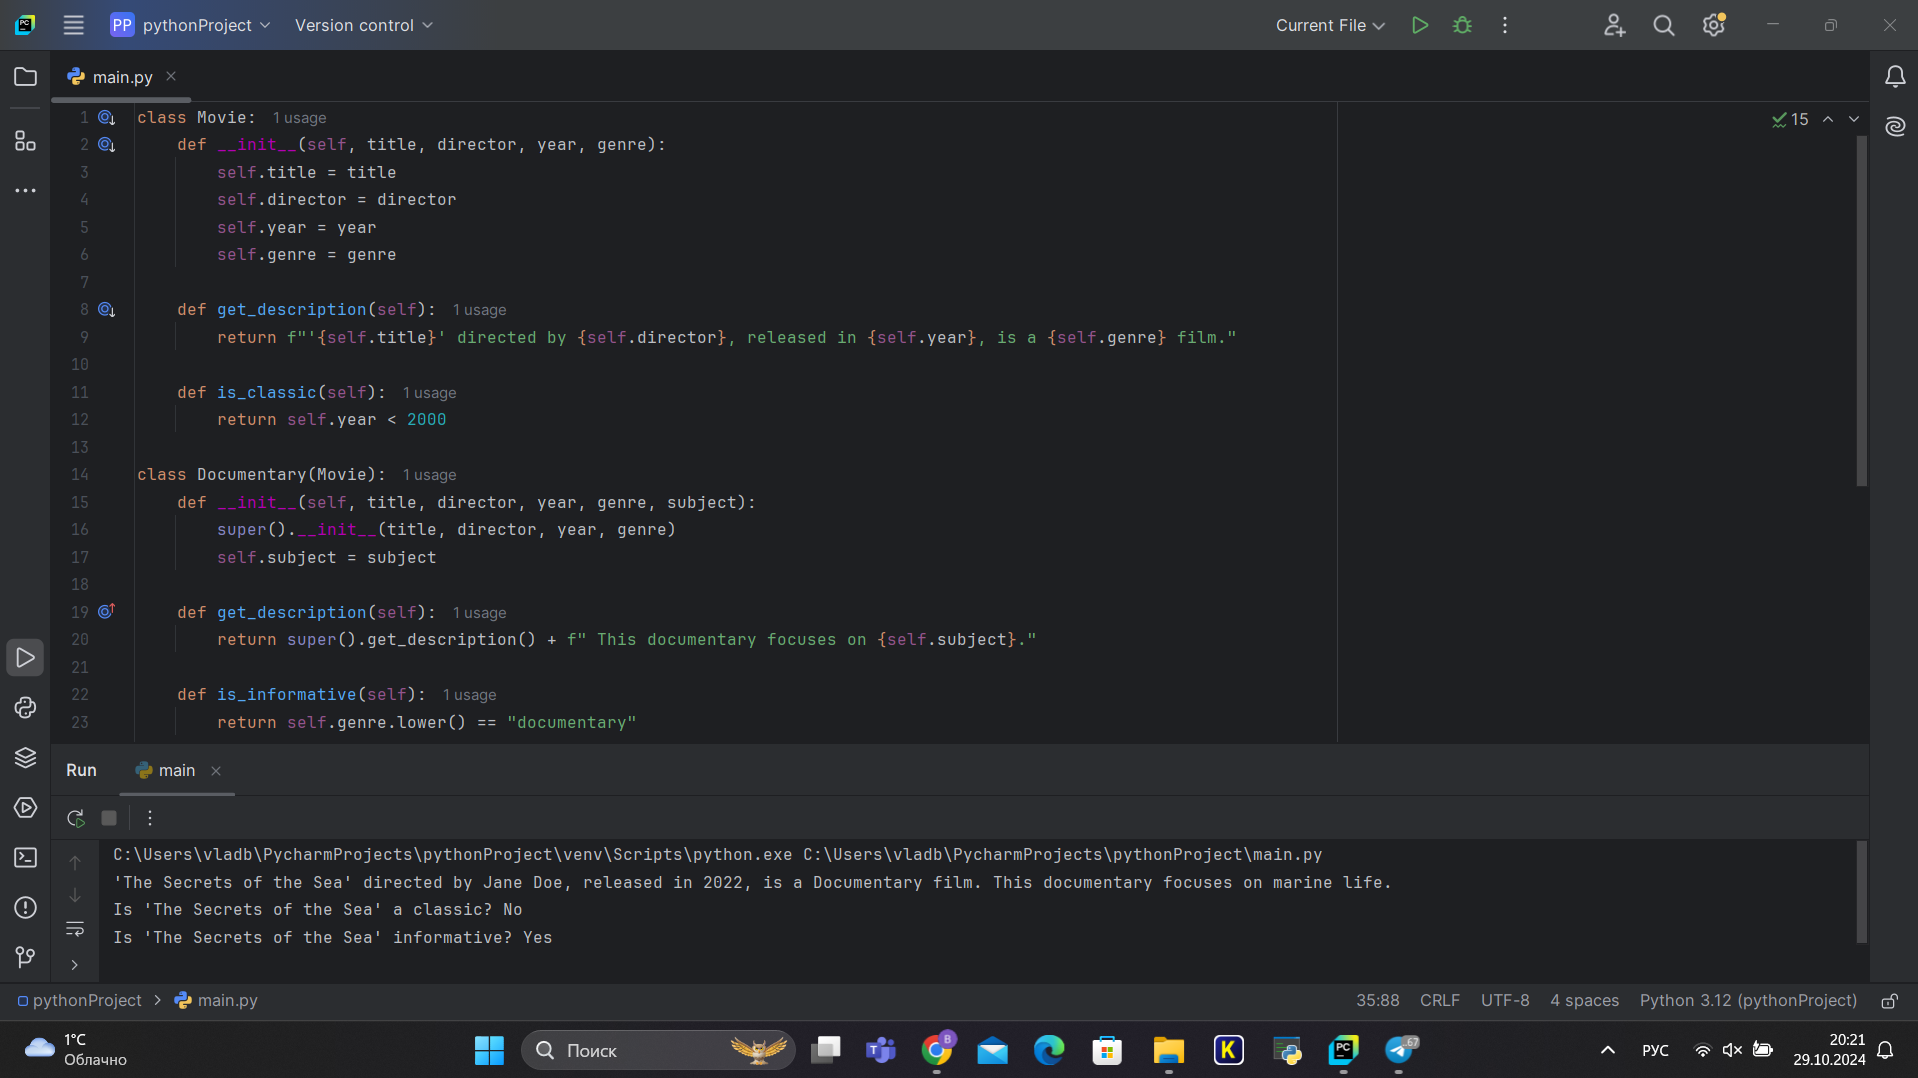 PP pythonProject Version control Current File
main.py
1 class Movie: 1 usage
15
2 def __init__(self, title, director, year, genre):
3 self.title = title
4 self.director = director
5 self.year = year
6 self.genre = genre
7
8 def get_description(self): 1 usage
9 return f"'{self.title}' directed by {self.director}, released in {self.year}, is a {self.genre} film."
10
11 def is_classic(self): 1 usage
12 return self.year < 2000
13
14 class Documentary(Movie): 1 usage
15 def __init__(self, title, director, year, genre, subject):
16 super().__init__(title, director, year, genre)
17 self.subject = subject
18
19 def get_description(self): 1 usage
20 return super().get_description() + f" This documentary focuses on {self.subject}."
21
22 def is_informative(self): 1 usage
23 return self.genre.lower() == "documentary"
Run main
C:\Users\vladb\PycharmProjects\pythonProject\venv\Scripts\python.exe C:\Users\vladb\PycharmProjects\pythonProject\main.py
'The Secrets of the Sea' directed by Jane Doe, released in 2022, is a Documentary film. This documentary focuses on marine life.
Is 'The Secrets of the Sea' a classic? No
Is 'The Secrets of the Sea' informative? Yes
pythonProject > main.py 35:88 CRLF UTF-8 4 spaces Python 3.12 (pythonProject)
1°C
Облачно
Поиск
B
K
PC
67
РУС
20:21
29.10.2024